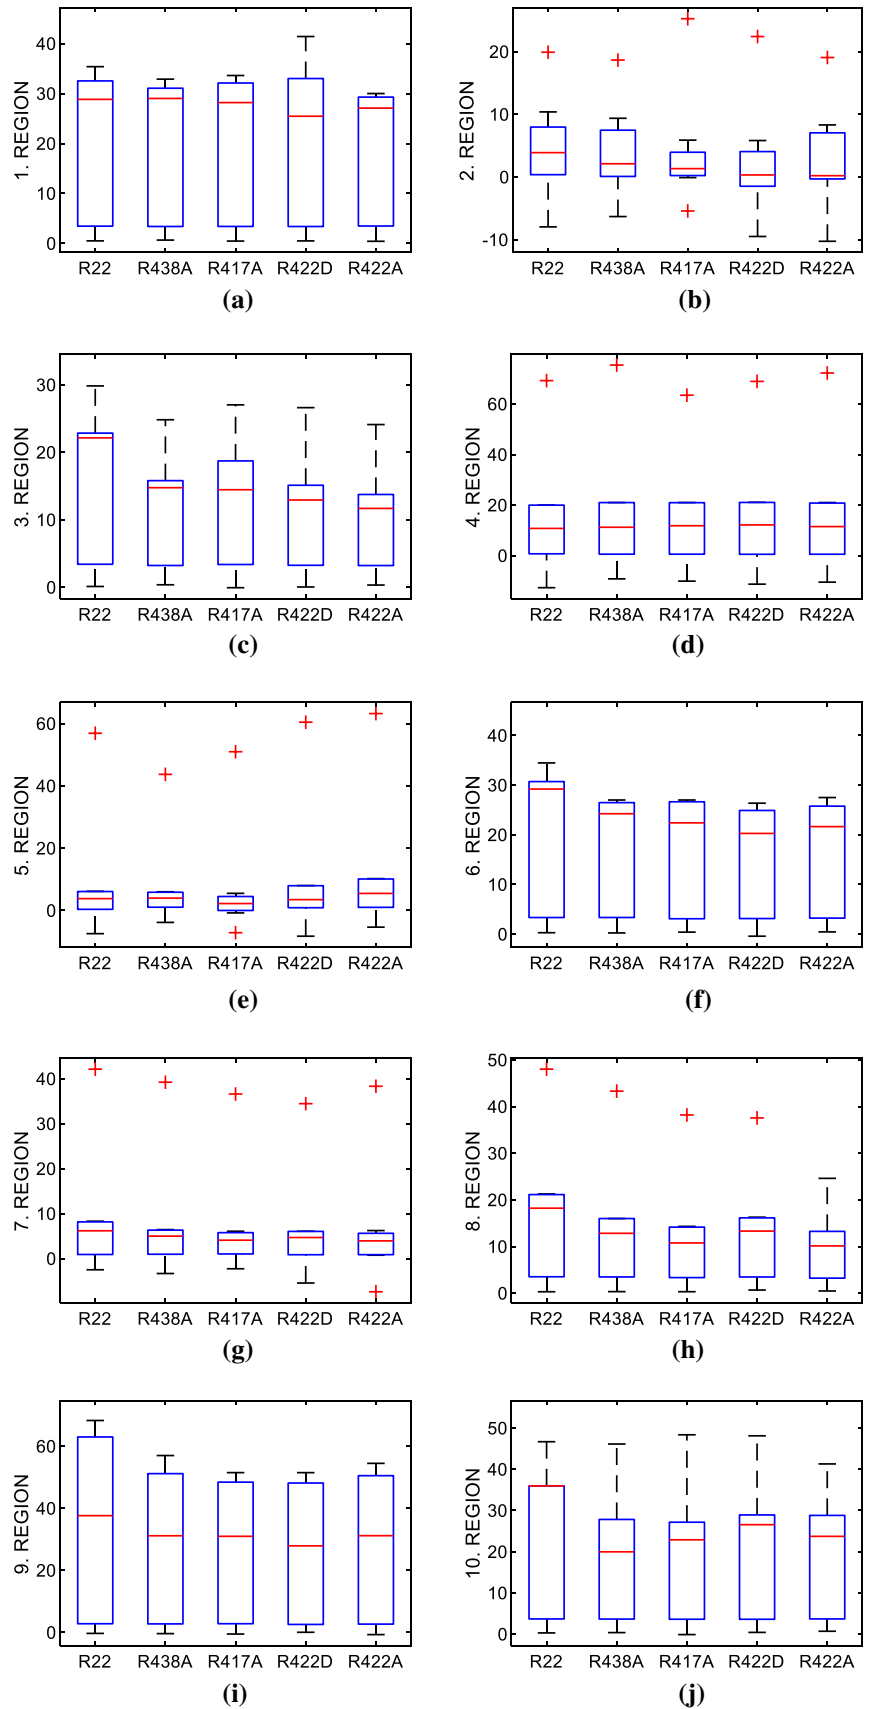 1. REGION
40
30
20
10
0
R22 R438A R417A R422D R422A
(a)
2. REGION
20
10
0
-10
R22 R438A R417A R422D R422A
(b)
3. REGION
30
20
10
0
R22 R438A R417A R422D R422A
(c)
4. REGION
60
40
20
0
R22 R438A R417A R422D R422A
(d)
5. REGION
60
40
20
0
R22 R438A R417A R422D R422A
(e)
6. REGION
40
30
20
10
0
R22 R438A R417A R422D R422A
(f)
7. REGION
40
30
20
10
0
R22 R438A R417A R422D R422A
(g)
8. REGION
50
40
30
20
10
0
R22 R438A R417A R422D R422A
(h)
9. REGION
60
40
20
0
R22 R438A R417A R422D R422A
(i)
10. REGION
50
40
30
20
10
0
R22 R438A R417A R422D R422A
(j)